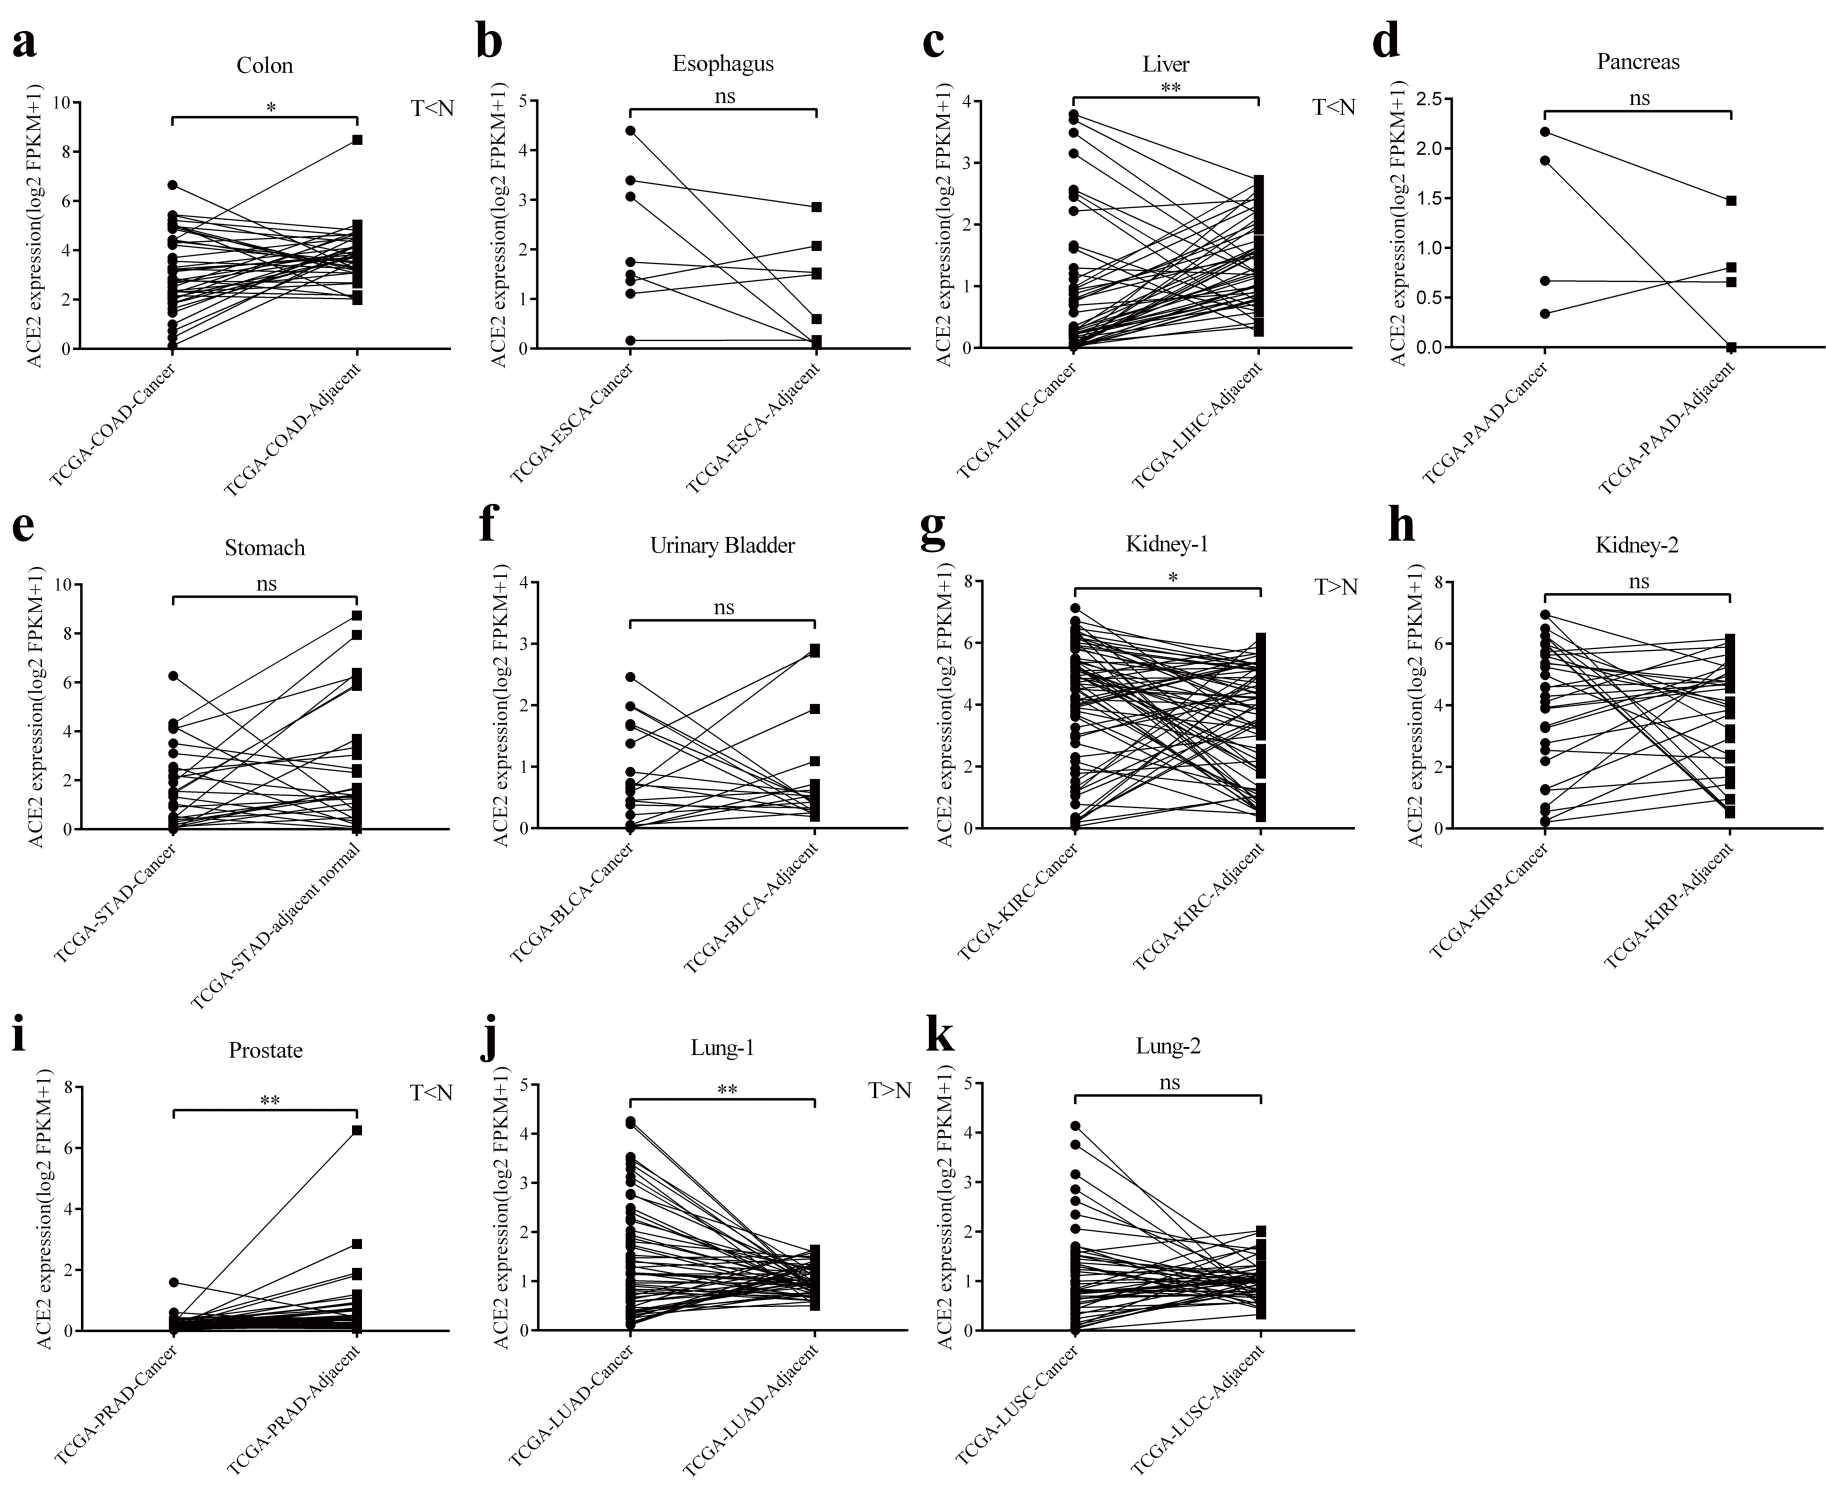 a
Colon
ACE2 expression(log2 FPKM+1)
10
8
6
4
2
0
*
T<N
TCGA-COAD-Cancer
TCGA-COAD-Adjacent
b
Esophagus
ACE2 expression(log2 FPKM+1)
5
4
3
2
1
0
ns
TCGA-ESCA-Cancer
TCGA-ESCA-Adjacent
c
Liver
ACE2 expression(log2 FPKM+1)
4
3
2
1
0
**
T<N
TCGA-LIHC-Cancer
TCGA-LIHC-Adjacent
d
Pancreas
ACE2 expression(log2 FPKM+1)
2.5
2.0
1.5
1.0
0.5
0.0
ns
TCGA-PAAD-Cancer
TCGA-PAAD-Adjacent
e
Stomach
ACE2 expression(log2 FPKM+1)
10
8
6
4
2
0
ns
TCGA-STAD-Cancer
TCGA-STAD-adjacent normal
f
Urinary Bladder
ACE2 expression(log2 FPKM+1)
4
3
2
1
0
ns
TCGA-BLCA-Cancer
TCGA-BLCA-Adjacent
g
Kidney-1
ACE2 expression(log2 FPKM+1)
8
6
4
2
0
*
T>N
TCGA-KIRC-Cancer
TCGA-KIRC-Adjacent
h
Kidney-2
ACE2 expression(log2 FPKM+1)
8
6
4
2
0
ns
TCGA-KIRP-Cancer
TCGA-KIRP-Adjacent
i
Prostate
ACE2 expression(log2 FPKM+1)
8
6
4
2
0
**
T<N
TCGA-PRAD-Cancer
TCGA-PRAD-Adjacent
j
Lung-1
ACE2 expression(log2 FPKM+1)
5
4
3
2
1
0
**
T>N
TCGA-LUAD-Cancer
TCGA-LUAD-Adjacent
k
Lung-2
ACE2 expression(log2 FPKM+1)
5
4
3
2
1
0
ns
TCGA-LUSC-Cancer
TCGA-LUSC-Adjacent